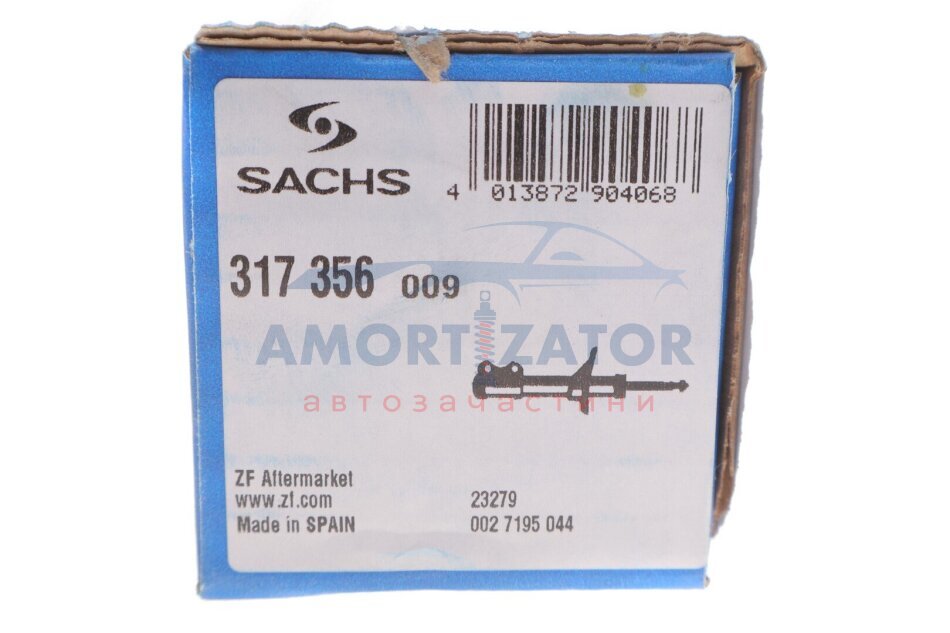 SACHS
4 013872 904068
317 356 009
AMORTIZATOR
автозачастини
ZF Aftermarket
www.zf.com
Made in SPAIN
23279
002 7195 044